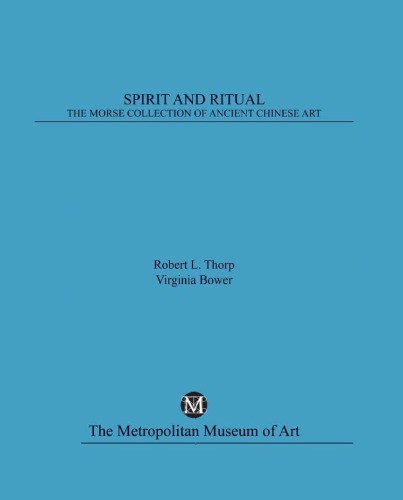 SPIRIT AND RITUAL
THE MORSE COLLECTION OF ANCIENT CHINESE ART
Robert L. Thorp
Virginia Bower
M
The Metropolitan Museum of Art